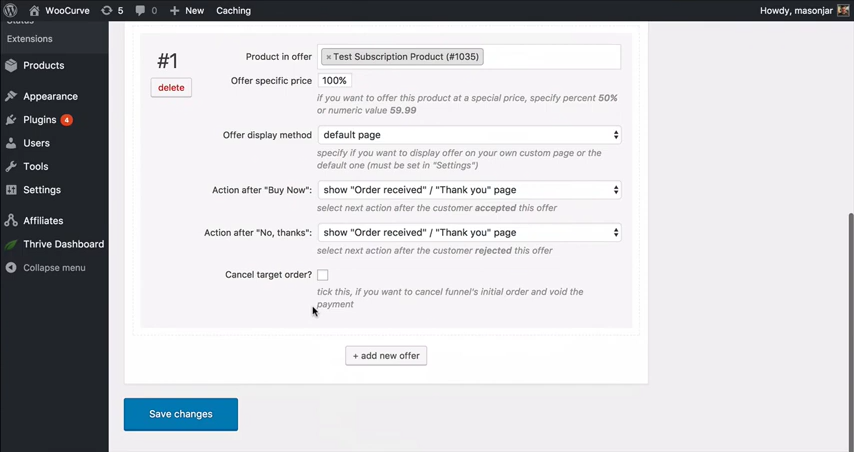 WooCurve 5 0 New Caching Howdy, masonjar
Status
Extensions
Products
Appearance
Plugins 4
Users
Tools
Settings
Affiliates
Thrive Dashboard
Collapse menu
#1
delete
Product in offer × Test Subscription Product (#1035)
Offer specific price 100%
if you want to offer this product at a special price, specify percent 50%
or numeric value 59.99
Offer display method default page
specify if you want to display offer on your own custom page or the
default one (must be set in "Settings")
Action after "Buy Now": show "Order received" / "Thank you" page
select next action after the customer accepted this offer
Action after "No, thanks": show "Order received" / "Thank you" page
select next action after the customer rejected this offer
Cancel target order?
tick this, if you want to cancel funnel's initial order and void the
payment
+ add new offer
Save changes